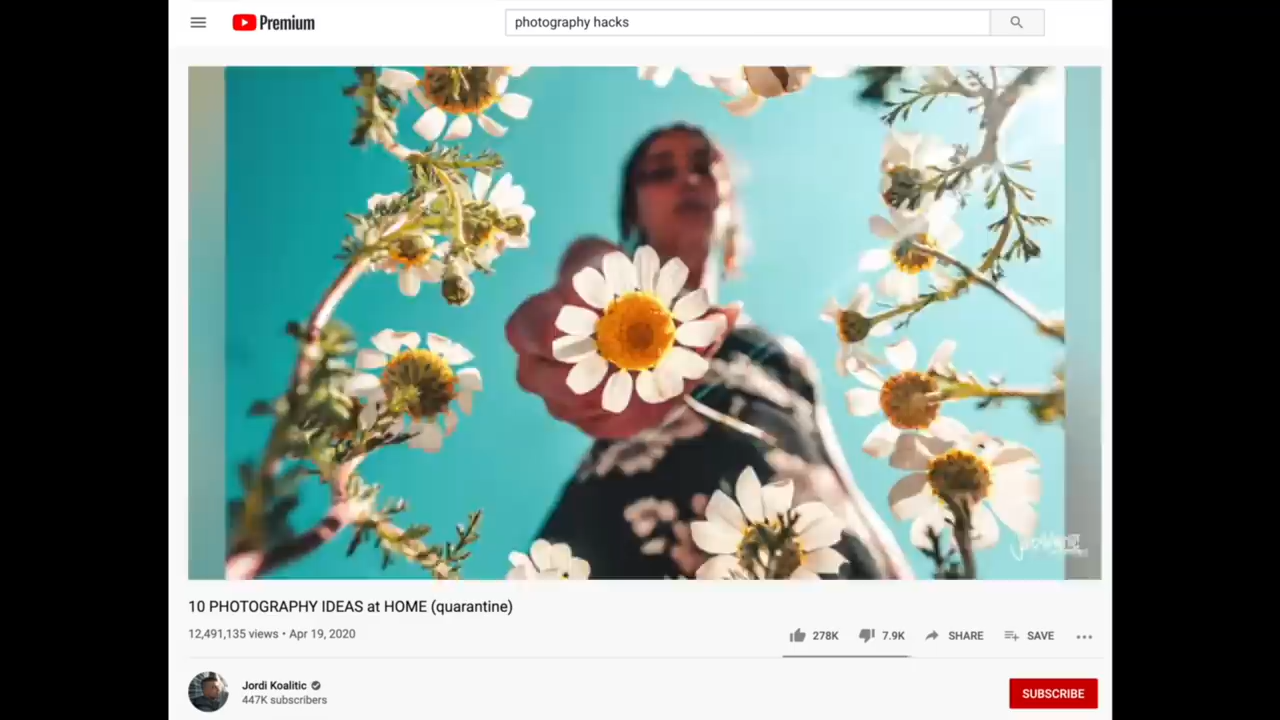 Premium
photography hacks
10 PHOTOGRAPHY IDEAS at HOME (quarantine)
12,491,135 views • Apr 19, 2020
278K 7.9K SHARE SAVE
Jordi Koalitic
447K subscribers
SUBSCRIBE